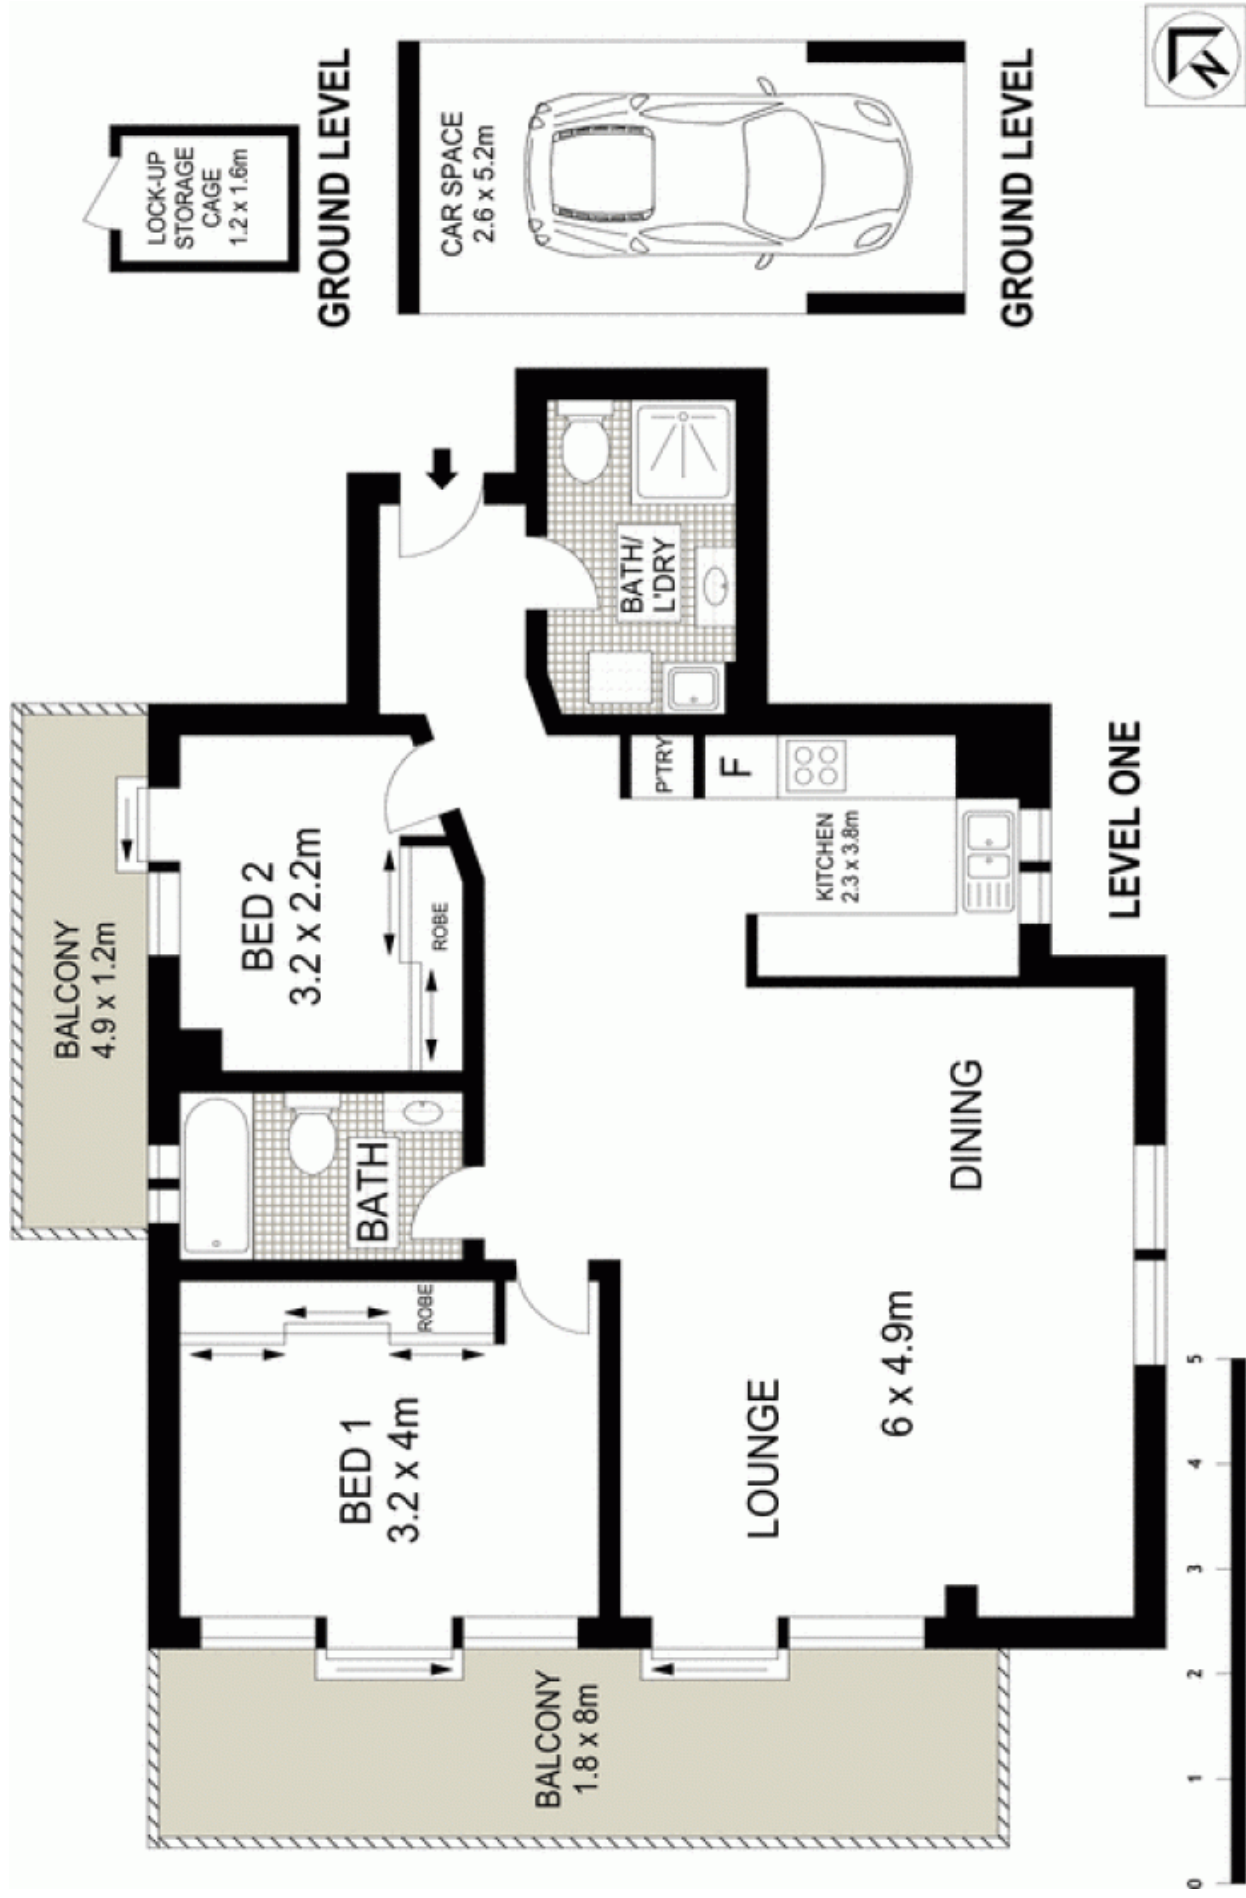 BALCONY
4.9 x 1.2m
LOCK-UP
STORAGE
CAGE
1.2 x 1.6m
GROUND LEVEL
CAR SPACE
2.6 x 5.2m
GROUND LEVEL
N
BED 2
3.2 x 2.2m
ROBE
BATH
BATH/
L'DRY
P'TRY
F
KITCHEN
2.3 x 3.8m
LEVEL ONE
BED 1
3.2 x 4m
ROBE
LOUNGE
DINING
6 x 4.9m
BALCONY
1.8 x 8m
0 1 2 3 4 5